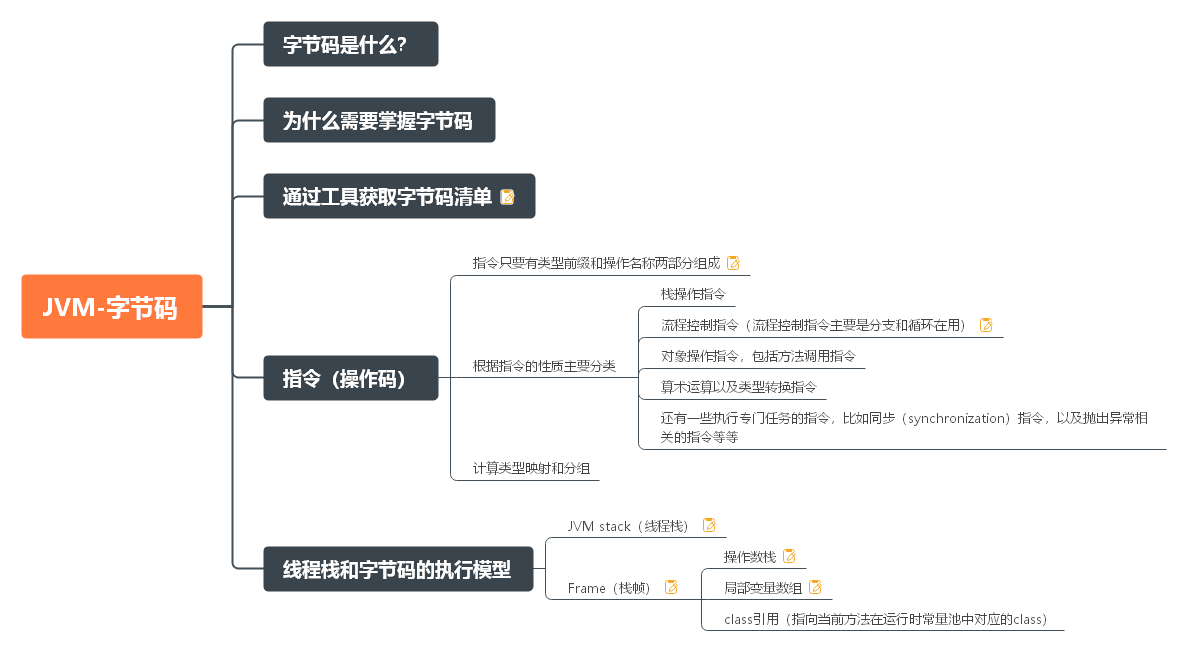 字节码是什么？
为什么需要掌握字节码
通过工具获取字节码清单
JVM-字节码
指令（操作码）
指令只要有类型前缀和操作名称两部分组成
根据指令的性质主要分类
栈操作指令
流程控制指令（流程控制指令主要是分支和循环在用）
对象操作指令，包括方法调用指令
算术运算以及类型转换指令
还有一些执行专门任务的指令，比如同步（synchronization）指令，以及抛出异常相
关的指令等等
计算类型映射和分组
线程栈和字节码的执行模型
JVM stack（线程栈）
Frame（栈帧）
操作数栈
局部变量数组
class引用（指向当前方法在运行时常量池中对应的class）